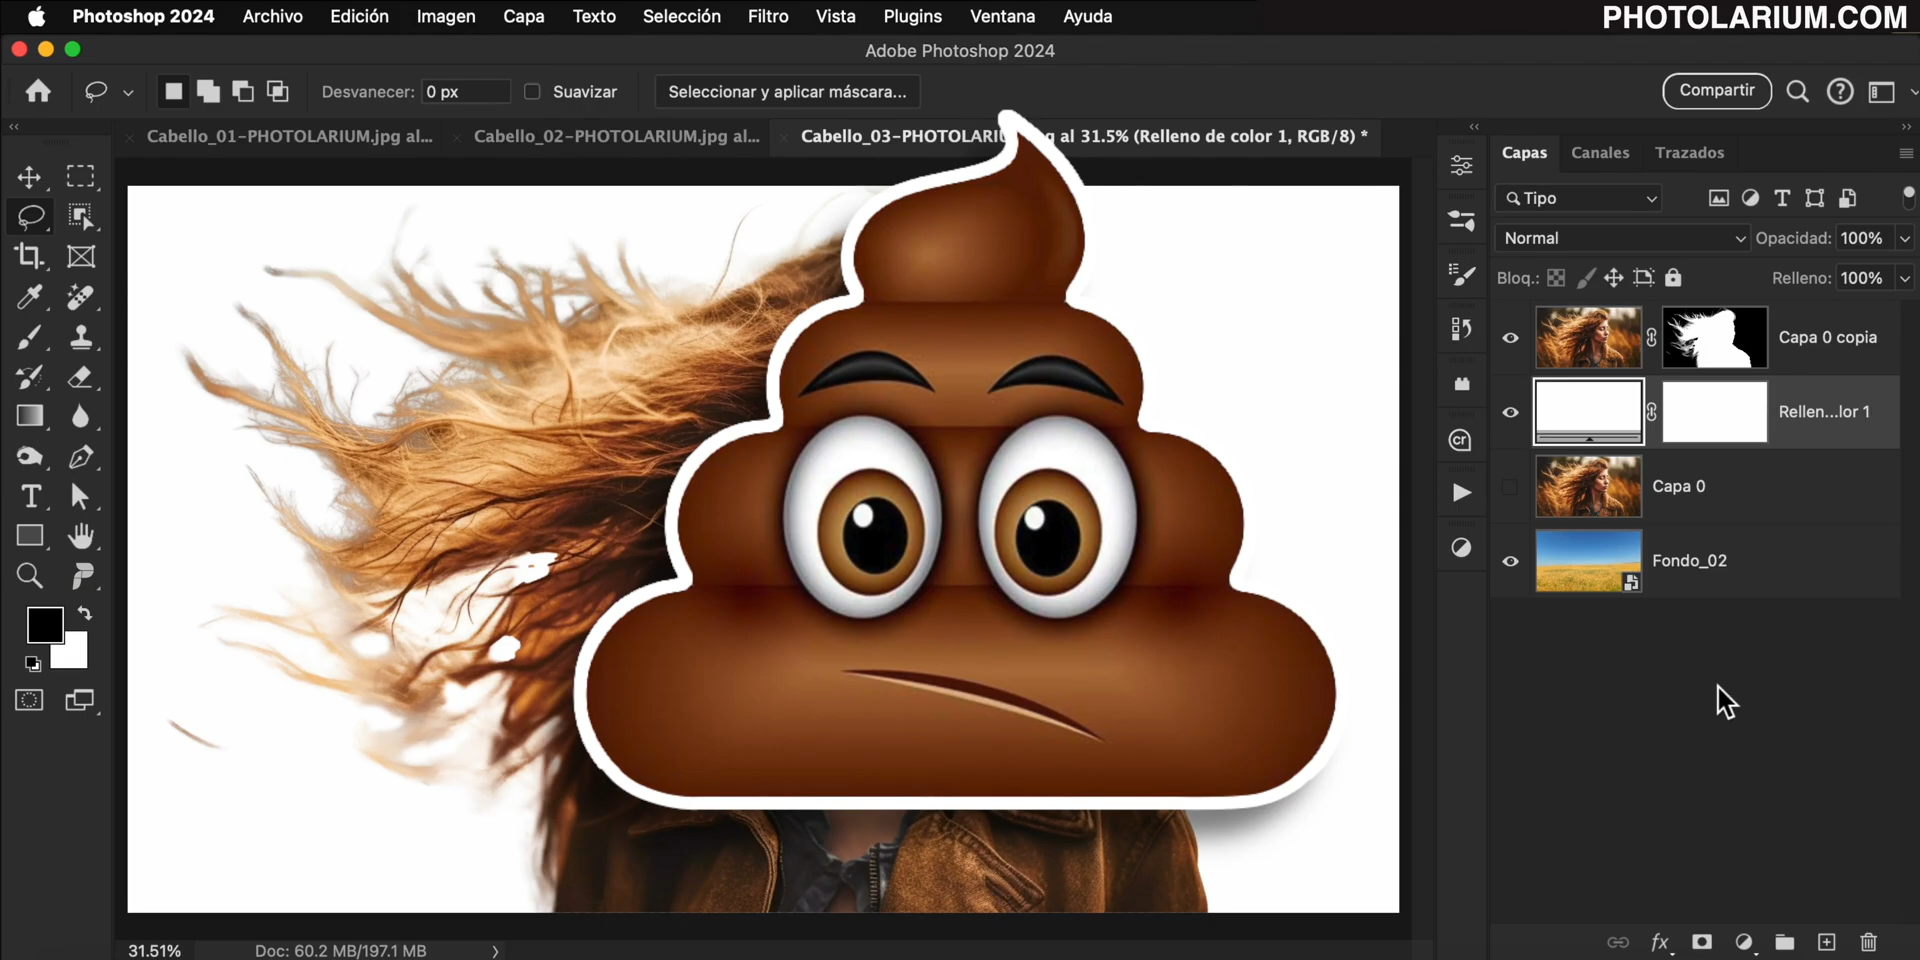 Photoshop 2024 Archivo Edición Imagen Capa Texto Selección Filtro Vista Plugins Ventana Ayuda
PHOTOLARIUM.COM
Adobe Photoshop 2024
Desvanecer: 0 px Suavizar Seleccionar y aplicar máscara... Compartir
Cabello_01-PHOTOLARIUM.jpg al... Cabello_02-PHOTOLARIUM.jpg al... Cabello_03-PHOTOLARIU g al 31.5% (Relleno de color 1, RGB/8) *
Capas Canales Trazados
Tipo
Normal Opacidad: 100%
Bloq.: Relleno: 100%
Capa 0 copia
Rellen...lor 1
Capa 0
Fondo_02
cr
T
fx
31.51% Doc: 60.2 MB/197.1 MB